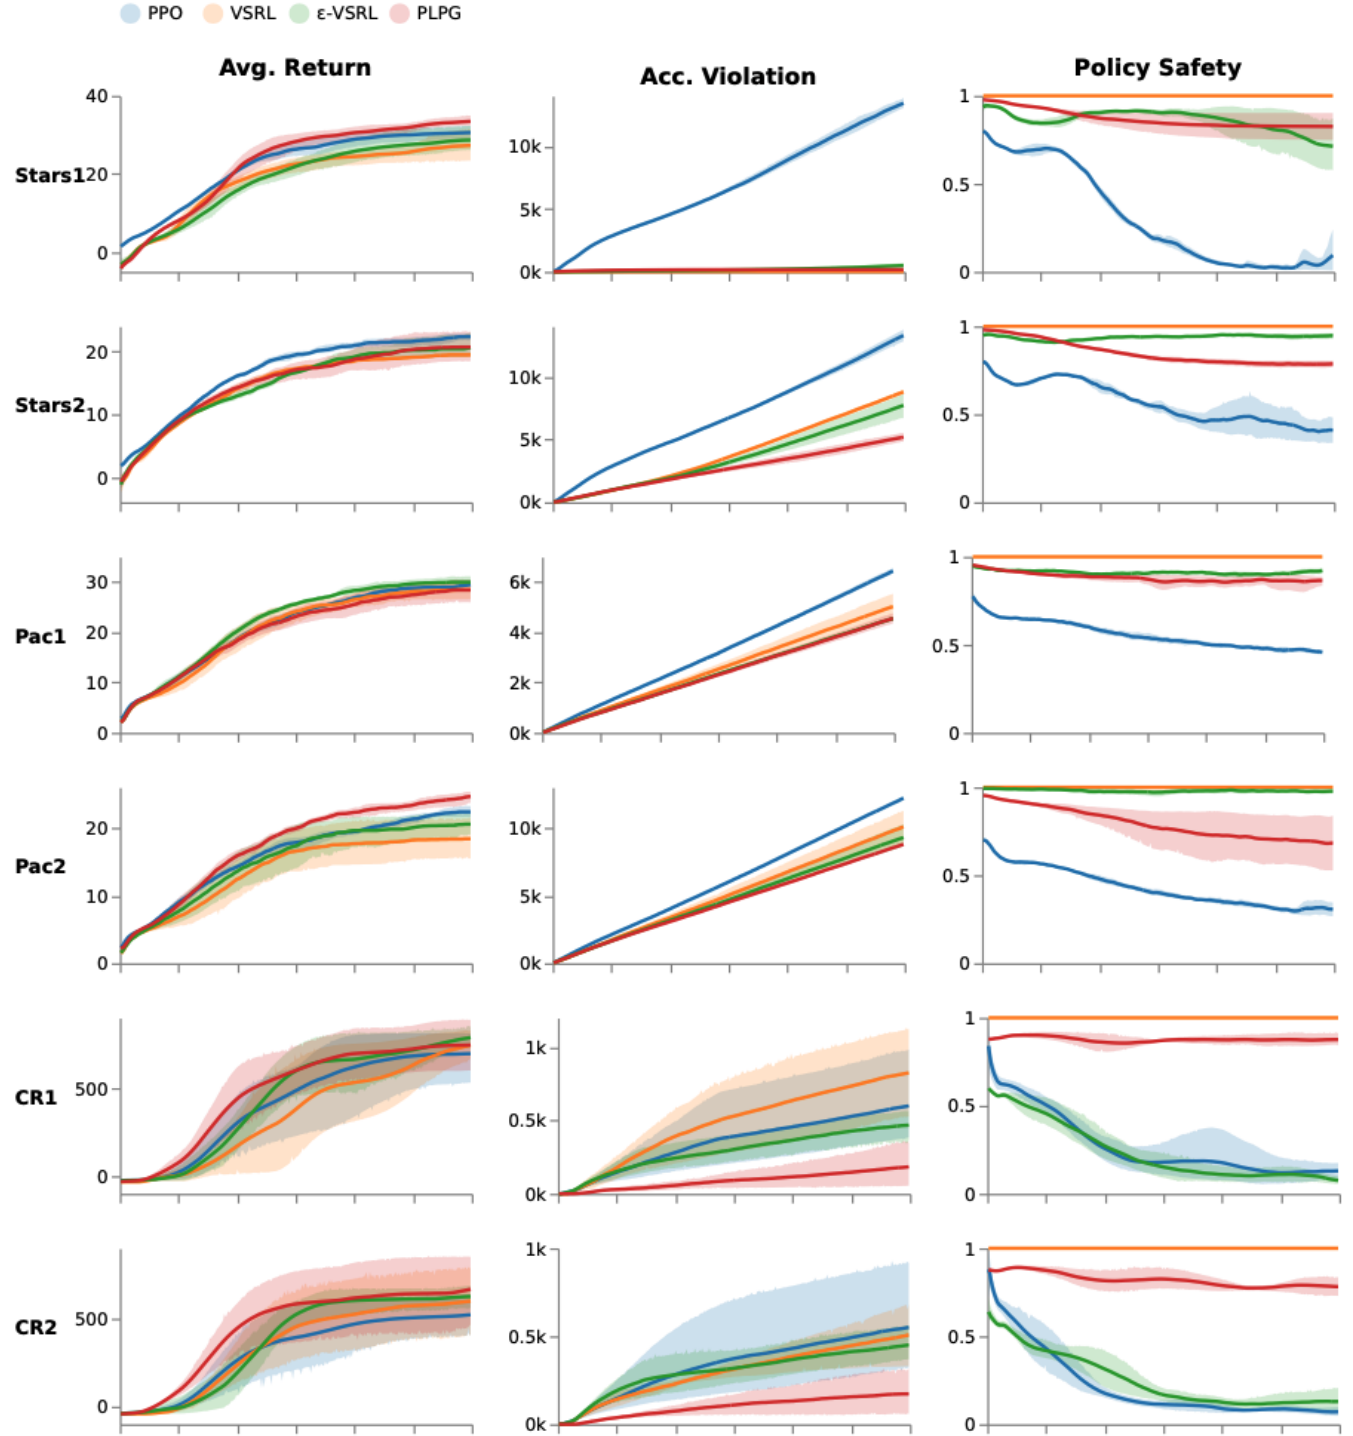 PPO VSRL ε-VSRL PLPG
Avg. Return Acc. Violation Policy Safety
Stars1
40
20
0
10k
5k
0k
1
0.5
0
Stars2
20
10
0
10k
5k
0k
1
0.5
0
Pac1
30
20
10
0
6k
4k
2k
0k
1
0.5
0
Pac2
20
10
0
10k
5k
0k
1
0.5
0
CR1
500
0
1k
0.5k
0k
1
0.5
0
CR2
500
0
1k
0.5k
0k
1
0.5
0